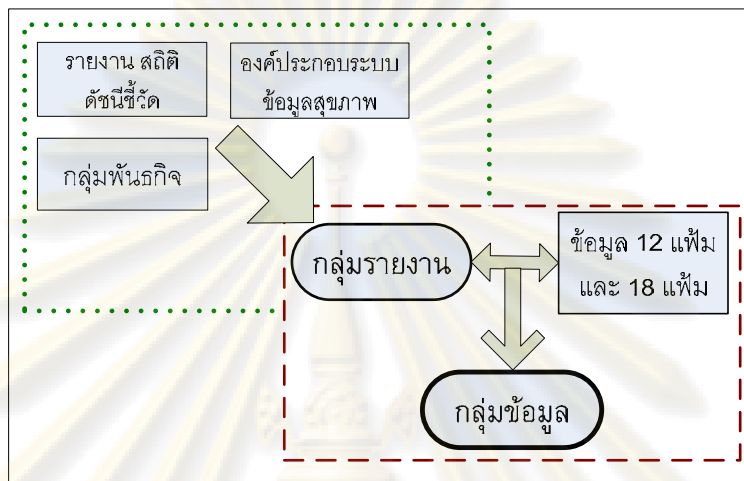 รายงาน สถิติ
ดัชนีชี้วัด
องค์ประกอบระบบ
ข้อมูลสุขภาพ
กลุ่มพันธกิจ
กลุ่มรายงาน
ข้อมูล 12 แฟ้ม
และ 18 แฟ้ม
กลุ่มข้อมูล